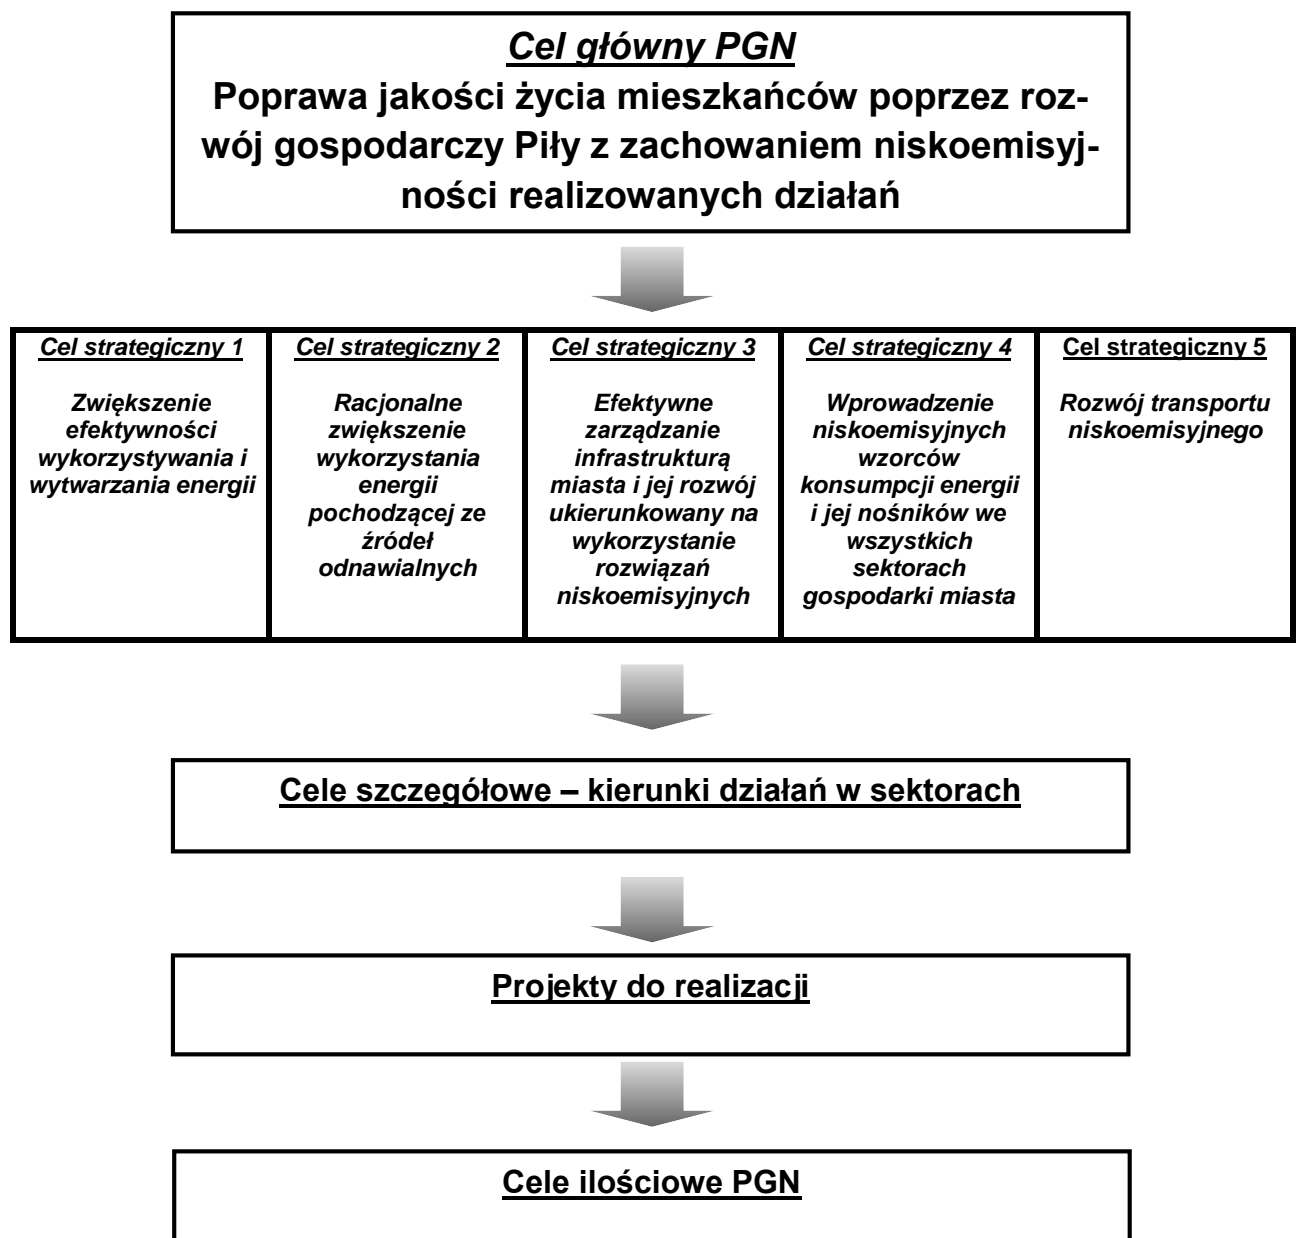 Cel główny PGN
Poprawa jakości życia mieszkańców poprzez roz-
wój gospodarczy Piły z zachowaniem niskoemisyj-
ności realizowanych działań
Cel strategiczny 1
Zwiększenie
efektywności
wykorzystywania i
wytwarzania energii
Cel strategiczny 2
Racjonalne
zwiększenie
wykorzystania
energii
pochodzącej ze
źródeł
odnawialnych
Cel strategiczny 3
Efektywne
zarządzanie
infrastrukturą
miasta i jej rozwój
ukierunkowany na
wykorzystanie
rozwiązań
niskoemisyjnych
Cel strategiczny 4
Wprowadzenie
niskoemisyjnych
wzorców
konsumpcji energii
i jej nośników we
wszystkich
sektorach
gospodarki miasta
Cel strategiczny 5
Rozwój transportu
niskoemisyjnego
Cele szczegółowe – kierunki działań w sektorach
Projekty do realizacji
Cele ilościowe PGN